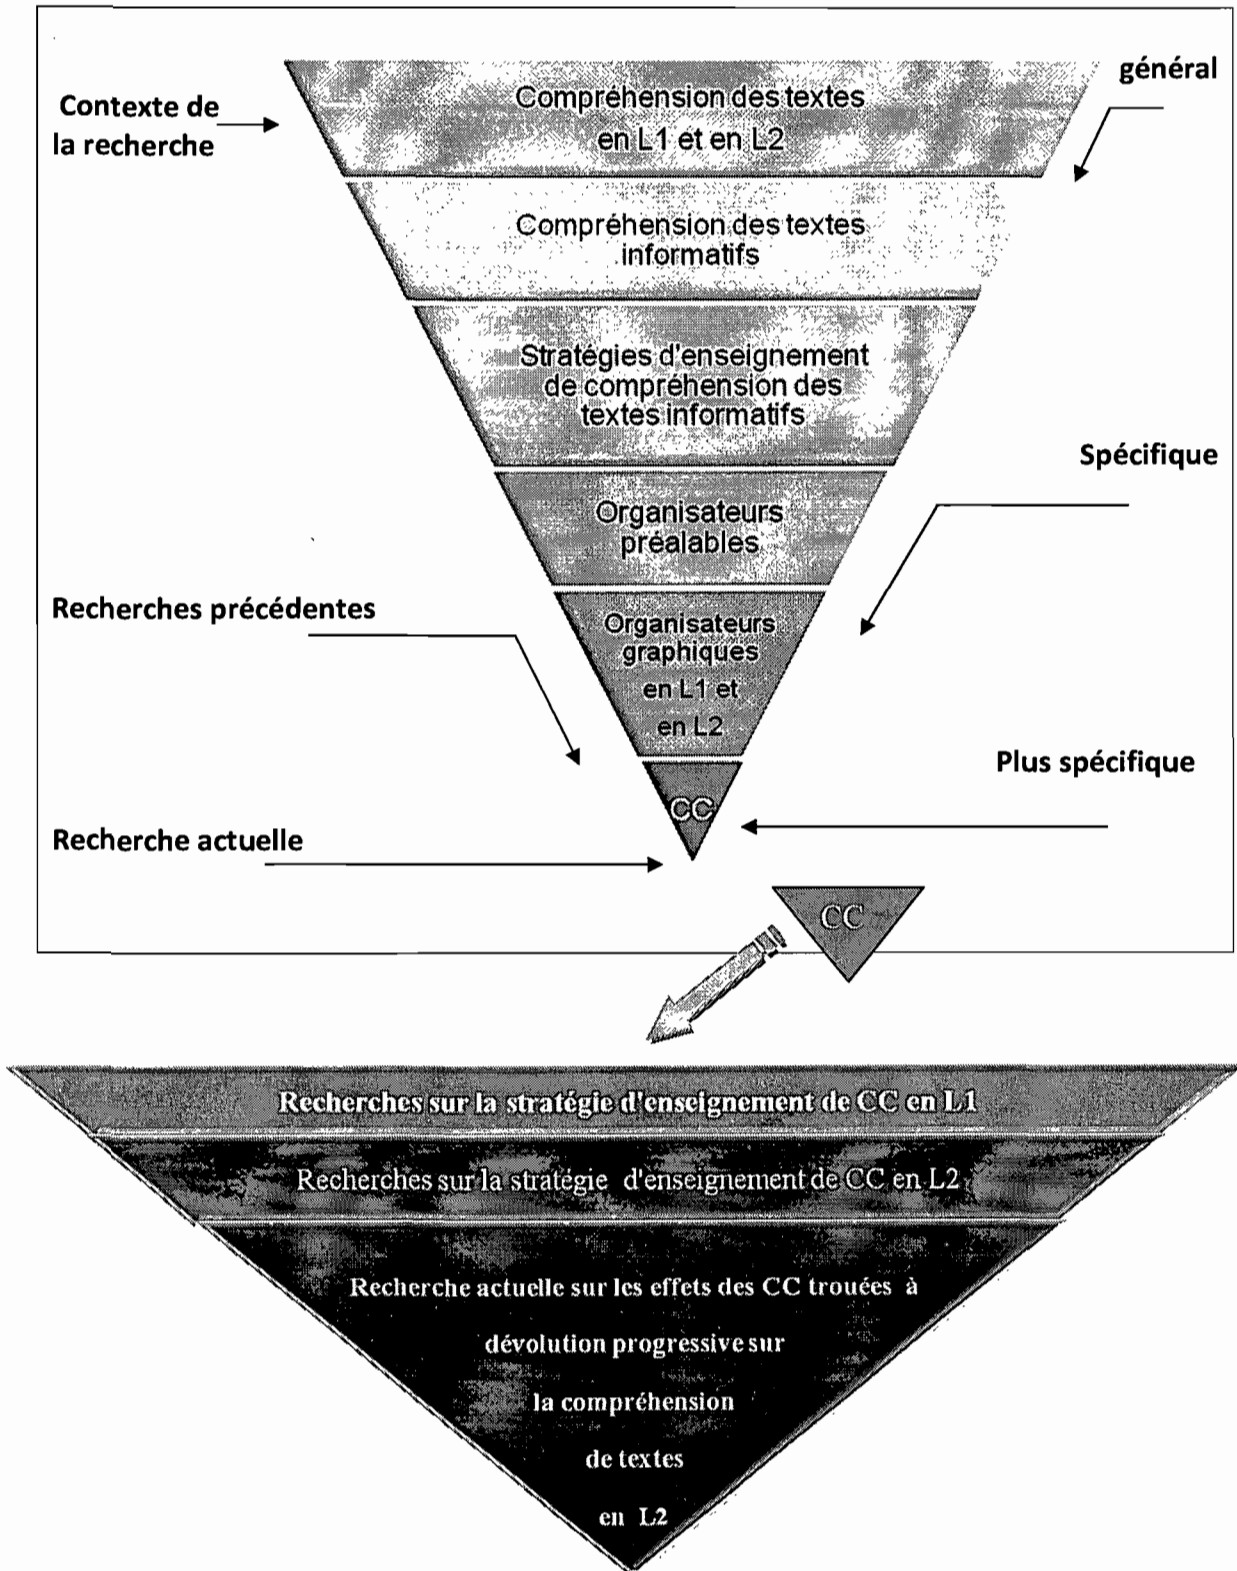 Contexte de
la recherche
général
Compréhension des textes
en L1 et en L2
Compréhension des textes
informatifs
Stratégies d'enseignement
de compréhension des
textes informatifs
Spécifique
Organisateurs
préalables
Recherches précédentes
Organisateurs
graphiques
en L1 et
en L2
Plus spécifique
CC
Recherche actuelle
CC
Recherches sur la stratégie d'enseignement de CC en L1
Recherches sur la stratégie d'enseignement de CC en L2
Recherche actuelle sur les effets des CC trouées à
dévolution progressive sur
la compréhension
de textes
en L2